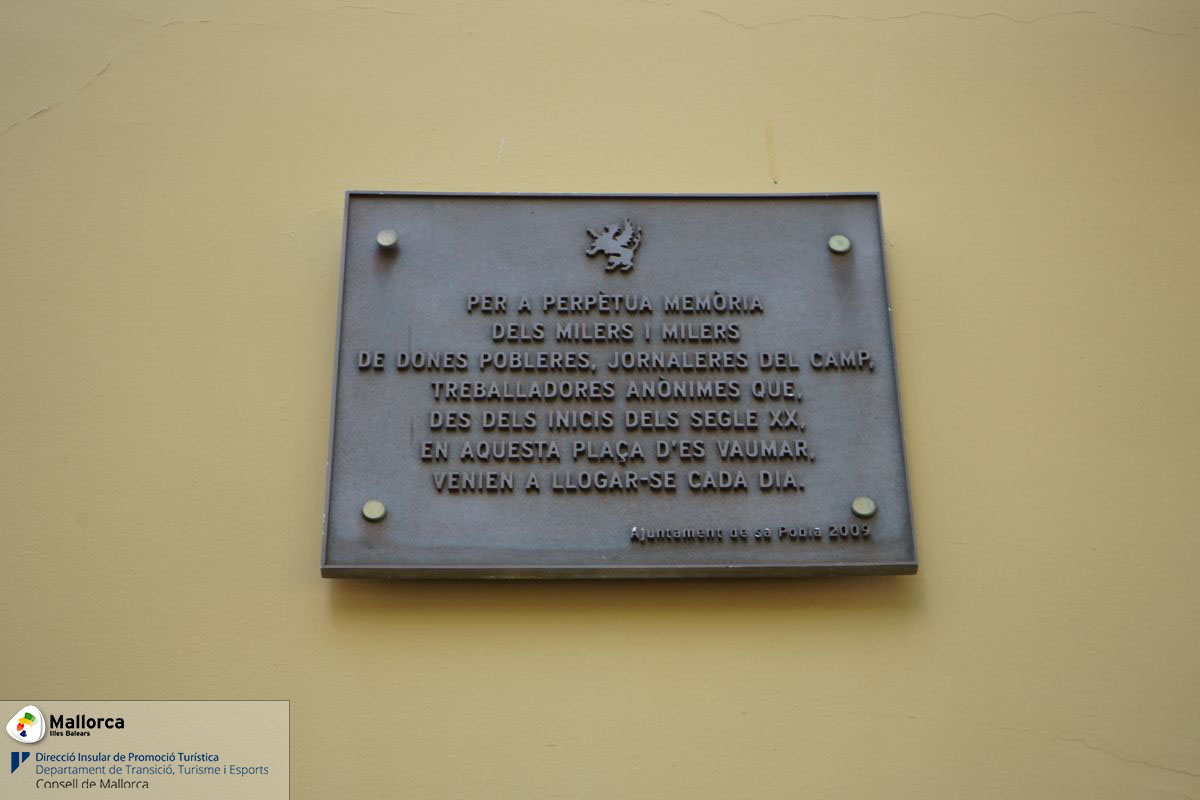 PER A PERPÈTUA MEMÒRIA
DELS MILERS I MILERS
DE DONES POBLERES, JORNALERES DEL CAMP,
TREBALLADORES ANÒNIMES QUE,
DES DELS INICIS DELS SEGLE XX,
EN AQUESTA PLAÇA D'ES VAUMAR,
VENIEN A LLOGAR-SE CADA DIA.
Ajuntament de sa Pobla 2009
Mallorca
Illes Balears
Direcció Insular de Promoció Turística
Departament de Transició, Turisme i Esports
Consell de Mallorca